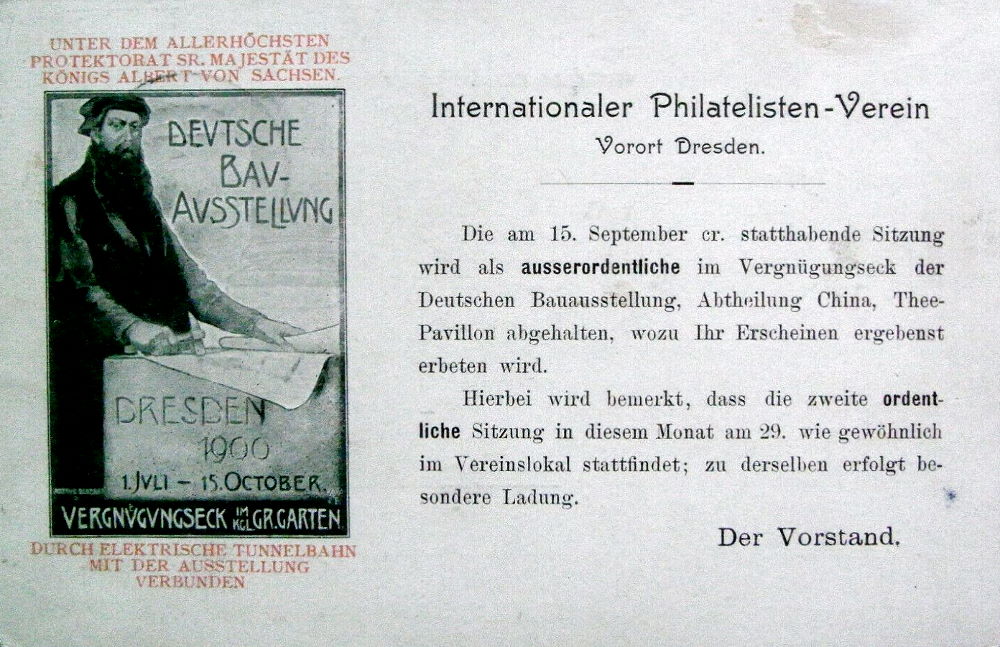 UNTER DEM ALLERHÖCHSTEN
PROTEKTORAT SR. MAJESTÄT DES
KÖNIGS ALBERT VON SACHSEN.
DEVTSCHE
BAV-
AVSSTELLVNG
DRESDEN
1900
1. JVLI – 15. OCTOBER.
VERGNVGVNGSECK IM KGL. GR. GARTEN
DURCH ELEKTRISCHE TUNNELBAHN
MIT DER AUSSTELLUNG
VERBUNDEN
Internationaler Philatelisten-Verein
Vorort Dresden.
Die am 15. September cr. statthabende Sitzung
wird als ausserordentliche im Vergnügungseck der
Deutschen Bauausstellung, Abtheilung China, Thee-
Pavillon abgehalten, wozu Ihr Erscheinen ergebenst
erbeten wird.
Hierbei wird bemerkt, dass die zweite ordent-
liche Sitzung in diesem Monat am 29. wie gewöhnlich
im Vereinslokal stattfindet; zu derselben erfolgt be-
sondere Ladung.
Der Vorstand.